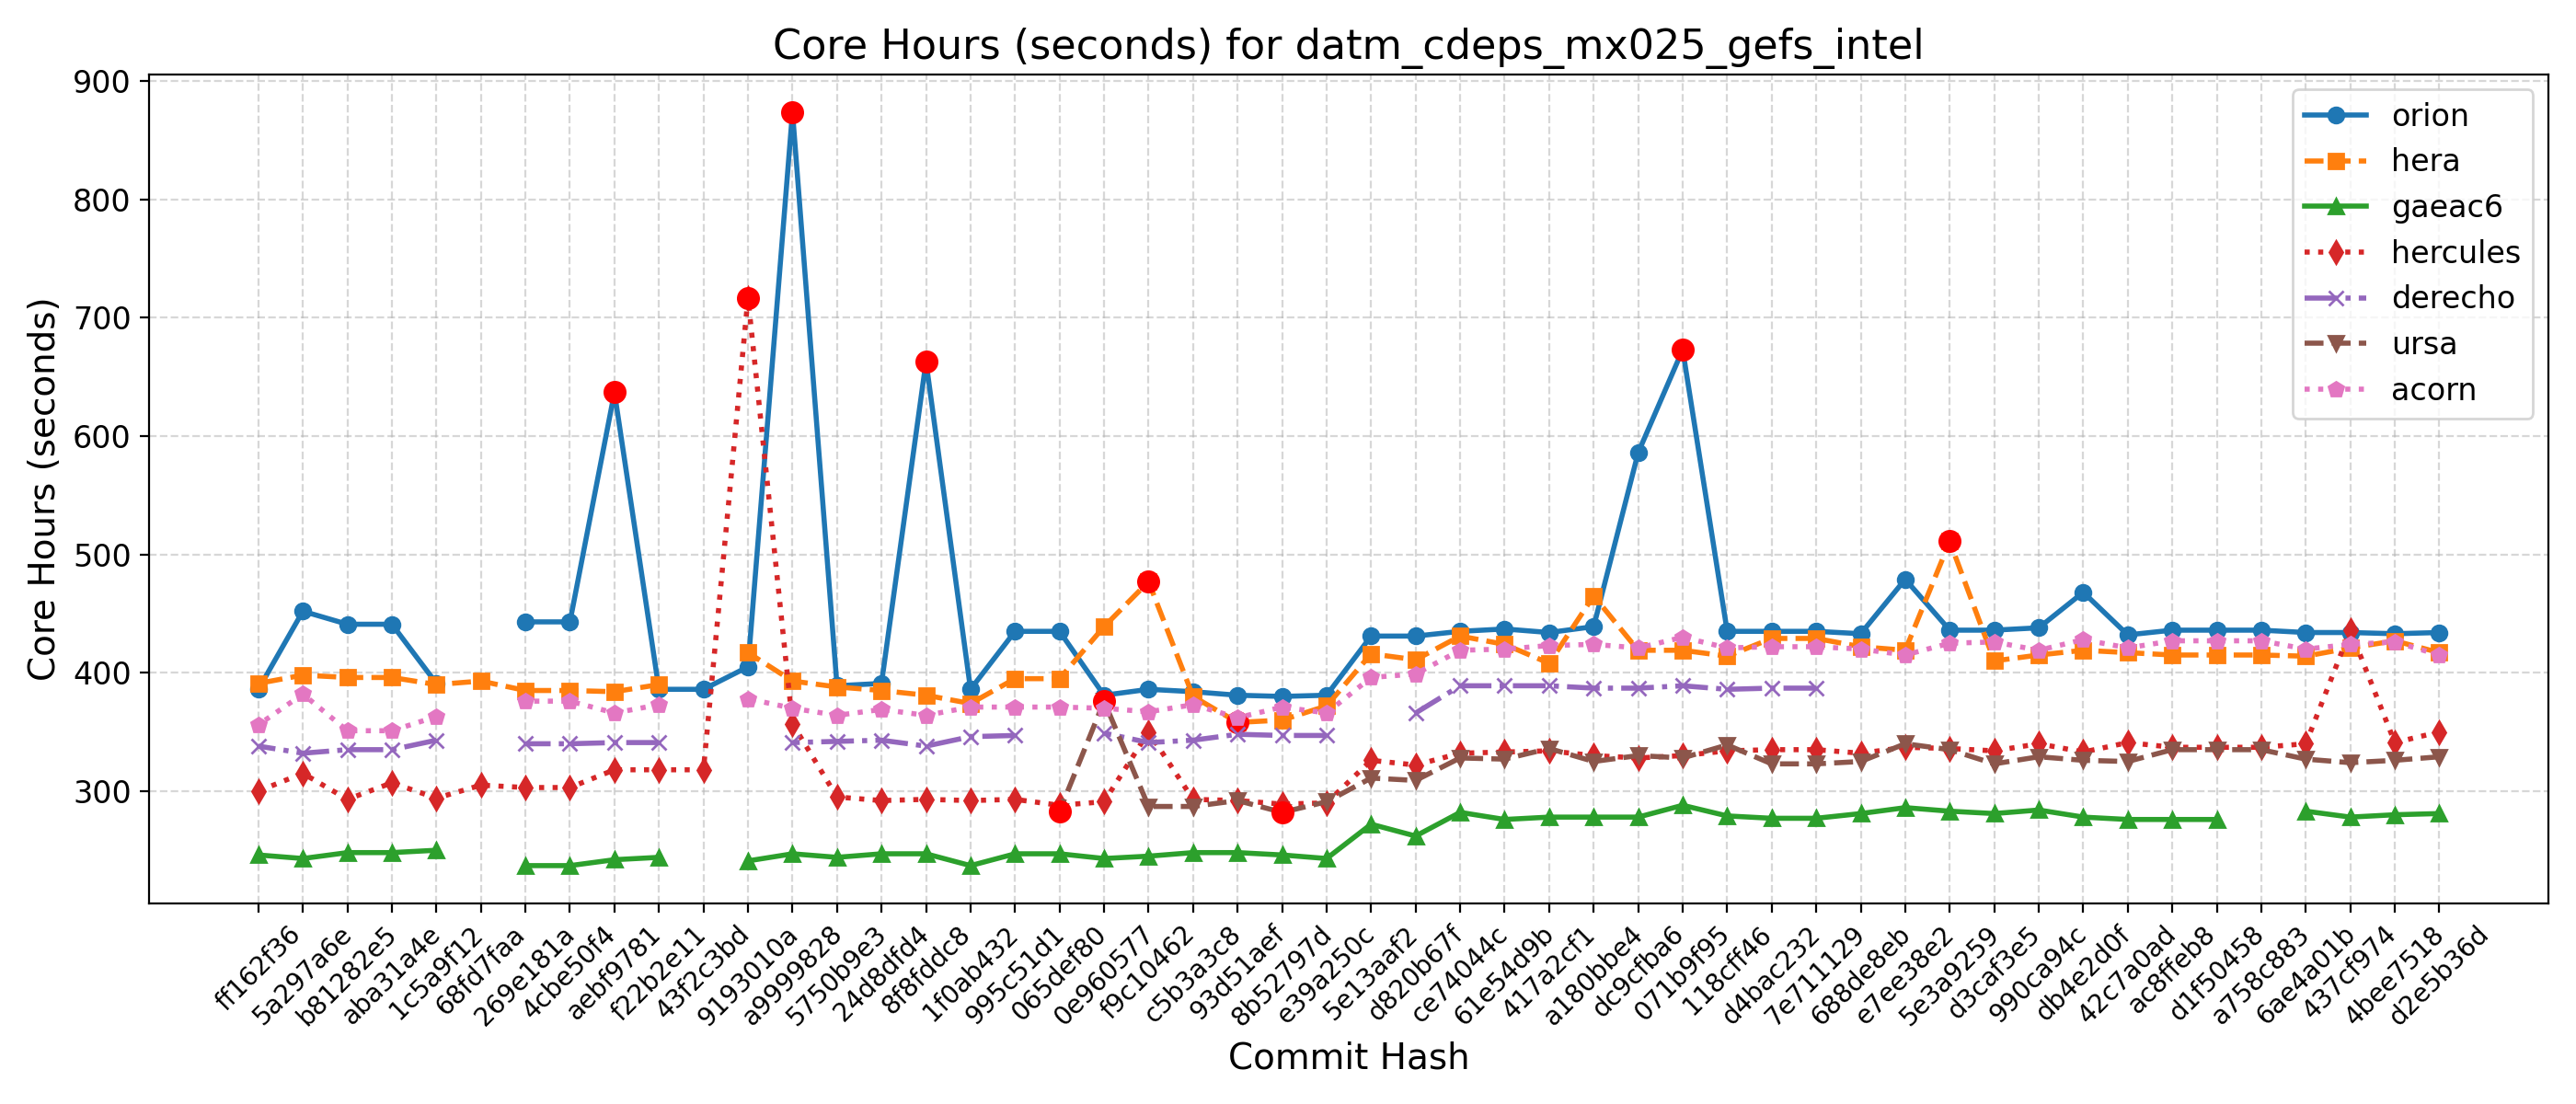 Core Hours (seconds) for datm_cdeps_mx025_gefs_intel
Core Hours (seconds)
900
800
700
600
500
400
300
orion
hera
gaeac6
hercules
derecho
ursa
acorn
ff162f36
5a297a6e
b81282e5
aba31a4e
1c5a9f12
68fd7faa
269e181a
4cbe50f4
aebf9781
f22b2e11
43f2c3bd
9193010a
a9999828
5750b9e3
24d8dfd4
8f8fddc8
1f0ab432
995c51d1
065def80
0e960577
f9c10462
c5b3a3c8
93d51aef
8b52797d
e39a250c
5e13aaf2
d820b67f
ce74044c
61e54d9b
417a2cf1
a180bbe4
dc9cfba6
071b9f95
118cff46
d4bac232
7e711129
688de8eb
e7ee38e2
5e3a9259
d3caf3e5
990ca94c
db4e2d0f
42c7a0ad
ac8ffeb8
d1f50458
a758c883
6ae4a01b
437cf974
4bee7518
d2e5b36d
Commit Hash